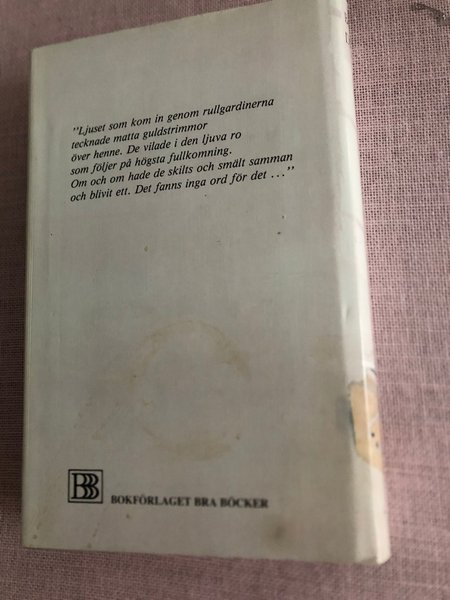 "Ljuset som kom in genom rullgardinerna
tecknade matta guldstrimmor
över henne. De vilade i den ljuva ro
som följer på högsta fullkomning.
Om och om hade de skilts och smält samman
och blivit ett. Det fanns inga ord för det . . ."
BBB
BOKFÖRLAGET BRA BÖCKER